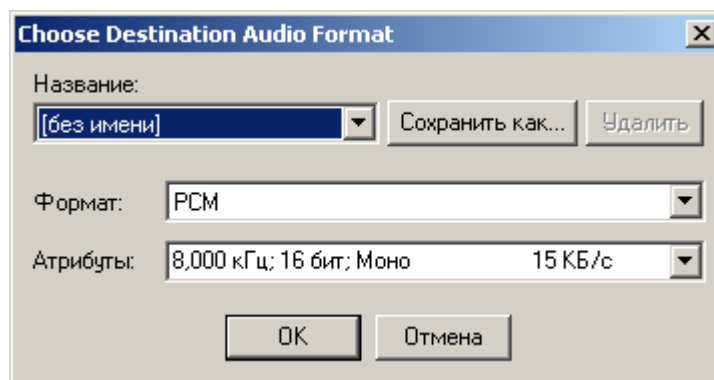 Choose Destination Audio Format
Название:
[без имени] Сохранить как... Удалить
Формат: PCM
Атрибуты: 8,000 кГц; 16 бит; Моно 15 КБ/с
OK Отмена